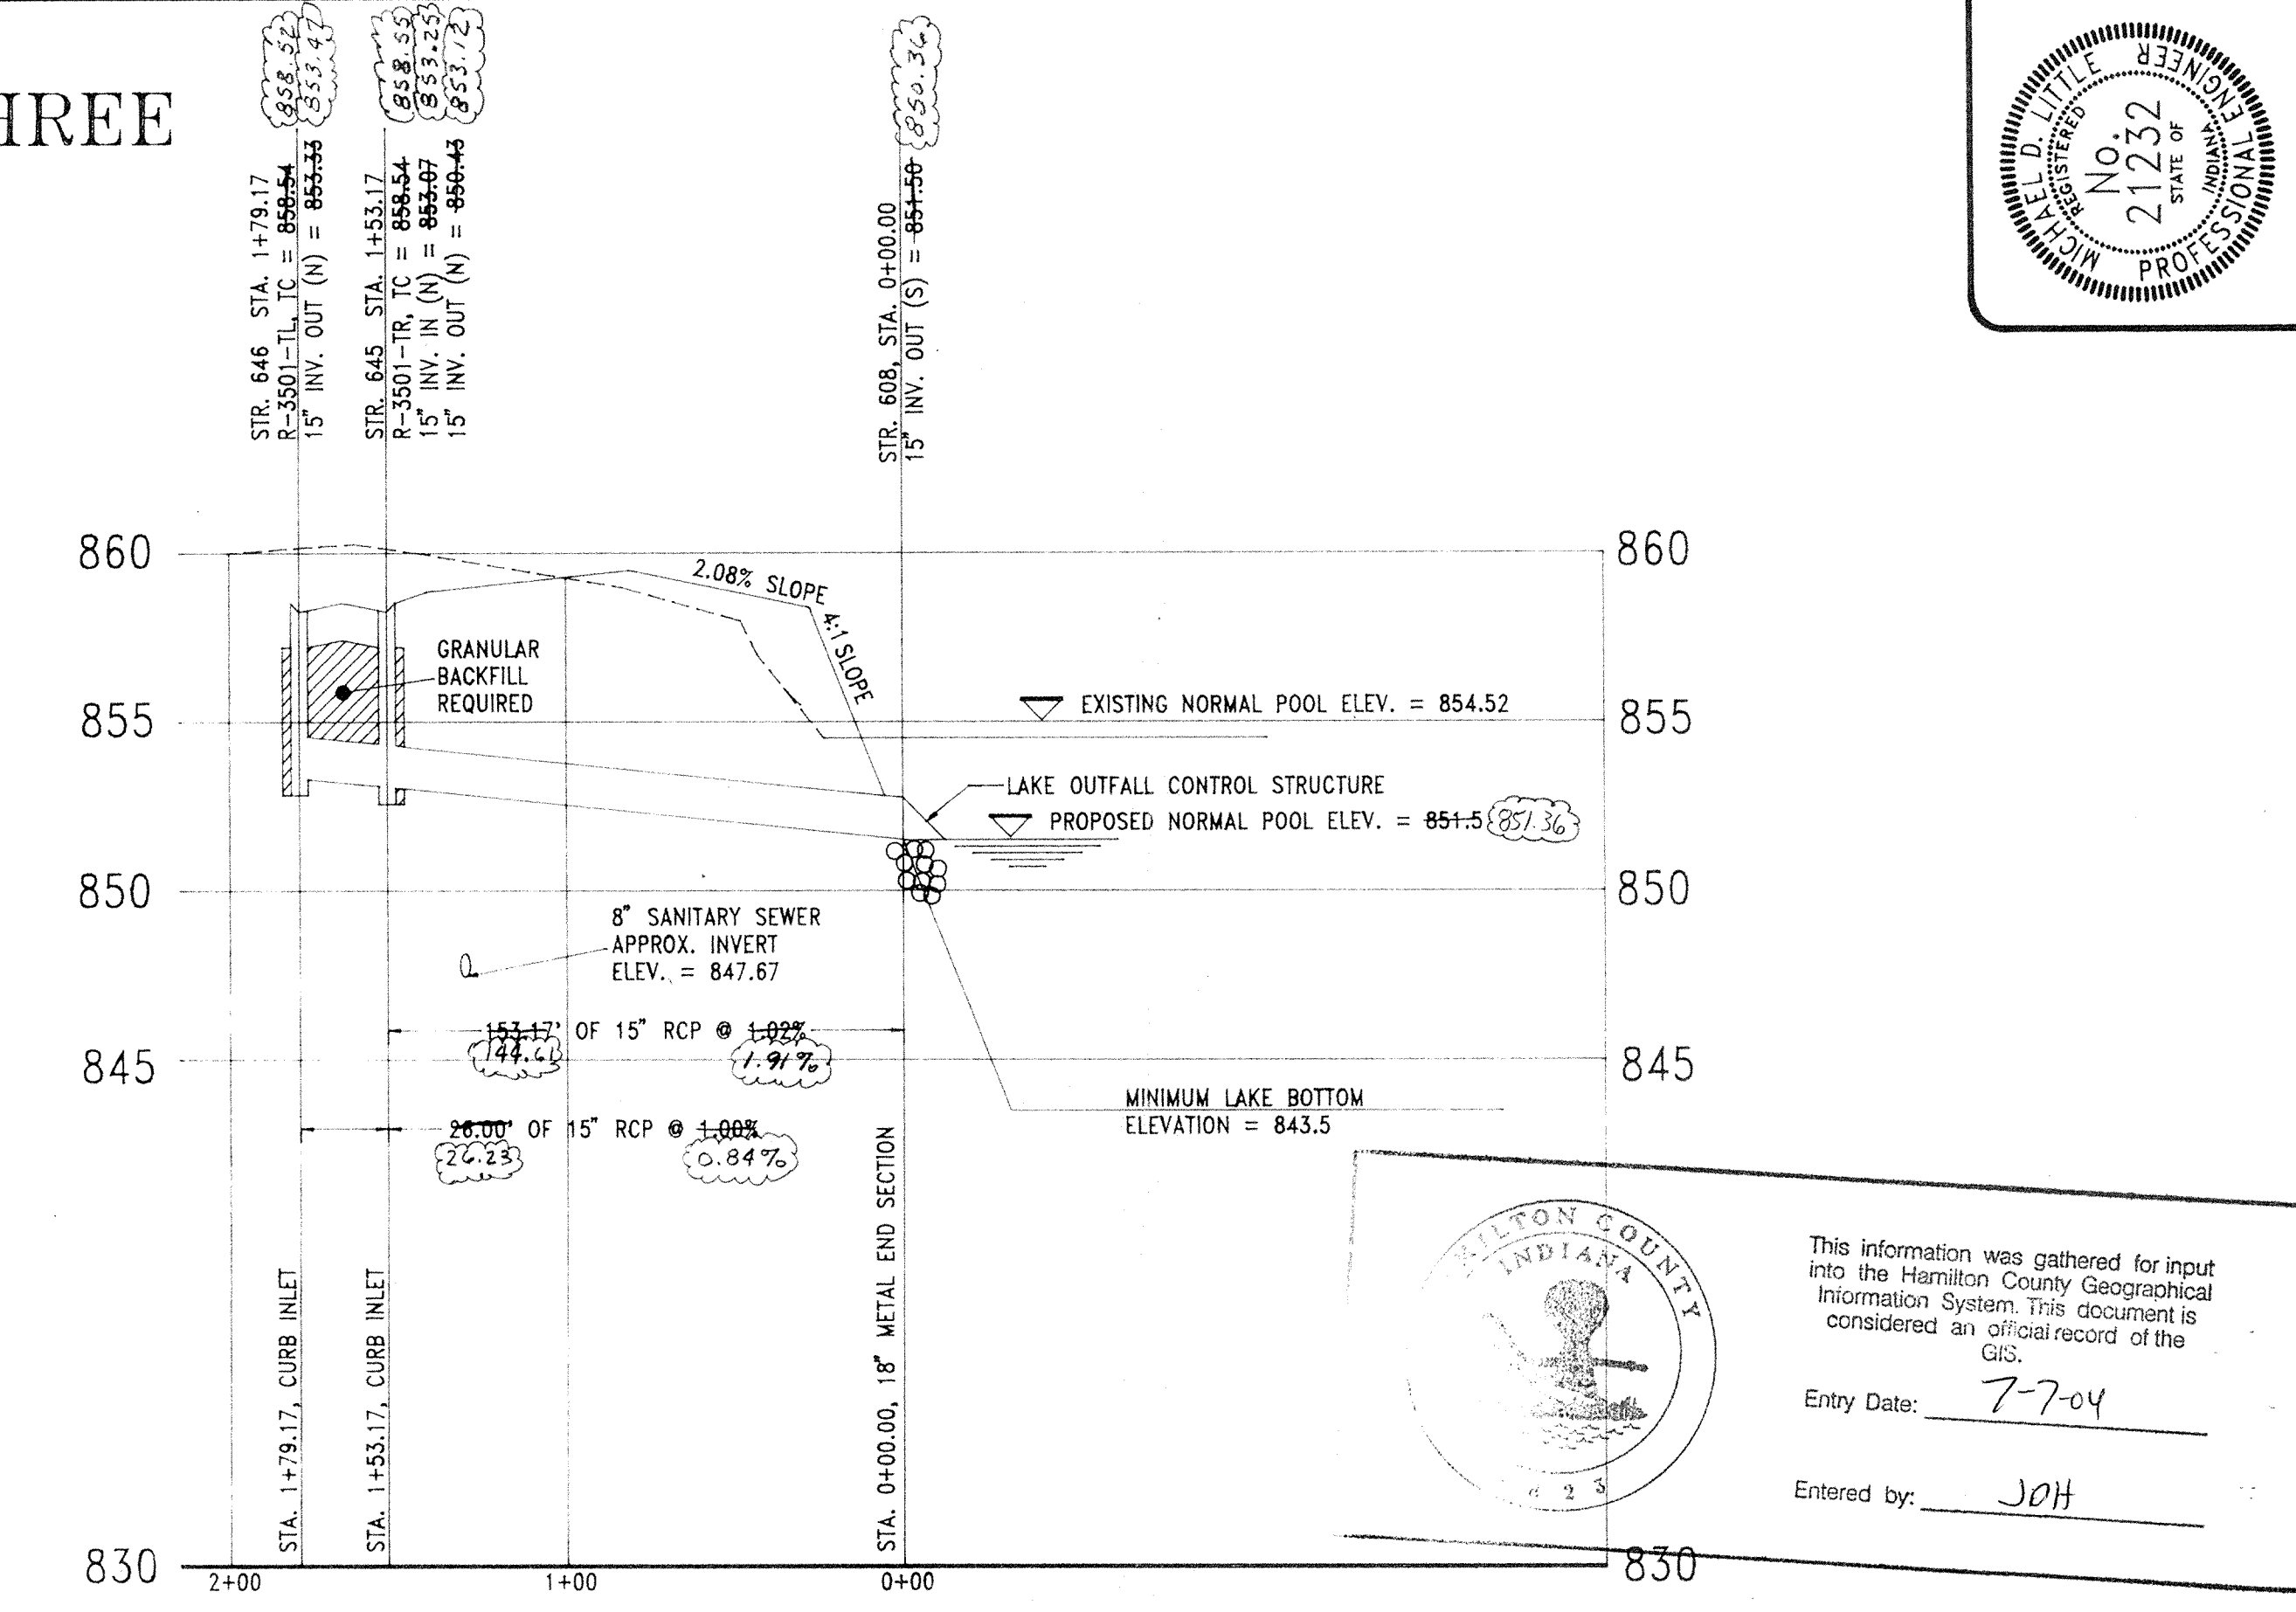 HREE
858.52
853.47
858.55
853.25
853.12
850.36
STR. 646 STA. 1+79.17
R-3501-TL, TC = 858.54
15" INV. OUT (N) = 853.33
STR. 645 STA. 1+53.17
R-3501-TR, TC = 858.54
15" INV. IN (N) = 853.07
15" INV. OUT (N) = 850.43
STR. 608, STA. 0+00.00
15" INV. OUT (S) = 851.50
MICHAEL D. LITTLE
REGISTERED
No.
21232
STATE OF
INDIANA
PROFESSIONAL ENGINEER
860
860
2.08% SLOPE
4:1 SLOPE
GRANULAR
BACKFILL
REQUIRED
EXISTING NORMAL POOL ELEV. = 854.52
855
855
LAKE OUTFALL CONTROL STRUCTURE
PROPOSED NORMAL POOL ELEV. = 851.5 851.36
850
850
8" SANITARY SEWER
APPROX. INVERT
ELEV. = 847.67
153.17' OF 15" RCP @ 1.02%
144.61 1.91%
845
845
MINIMUM LAKE BOTTOM
ELEVATION = 843.5
26.00' OF 15" RCP @ 1.00%
26.23 0.84%
STA. 1+79.17, CURB INLET
STA. 1+53.17, CURB INLET
STA. 0+00.00, 18" METAL END SECTION
MILTON COUNTY
INDIANA
823
This information was gathered for input
into the Hamilton County Geographical
Information System. This document is
considered an official record of the
GIS.
Entry Date: 7-7-04
Entered by: JDH
830
830
2+00
1+00
0+00